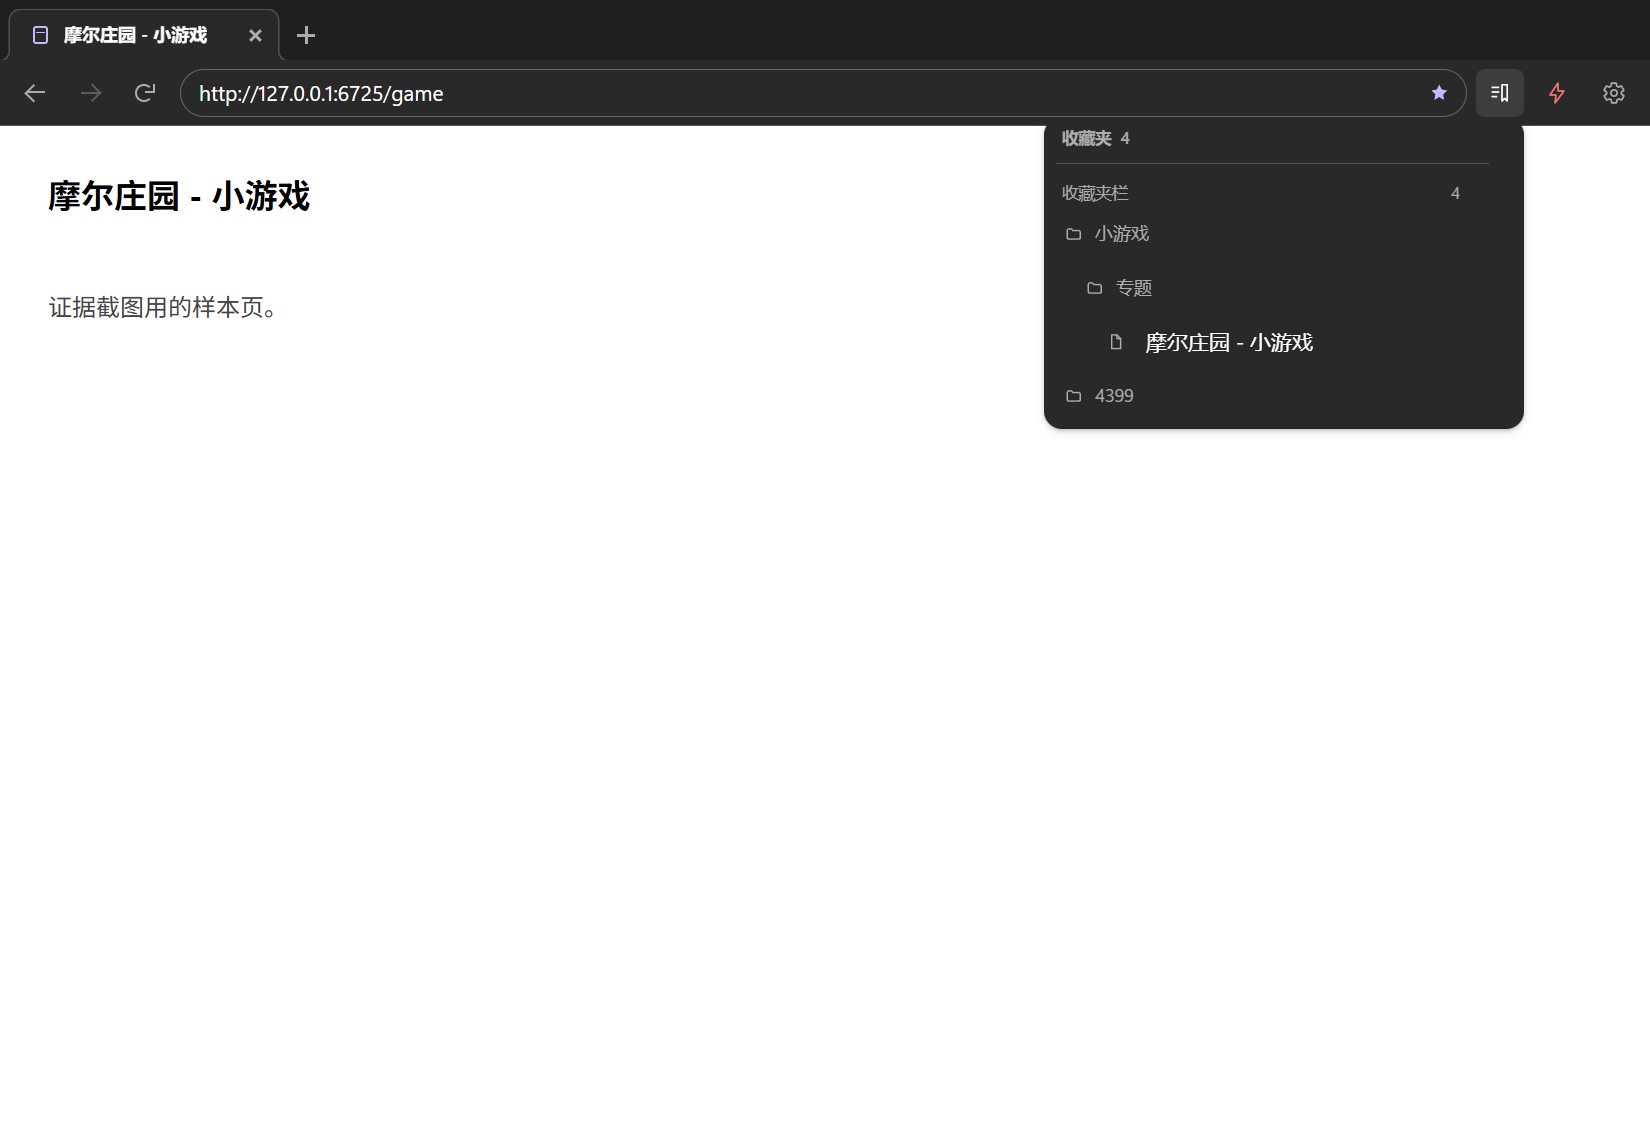 摩尔庄园 - 小游戏
http://127.0.0.1:6725/game
收藏夹 4
摩尔庄园 - 小游戏
收藏夹栏 4
小游戏
专题
证据截图用的样本页。
摩尔庄园 - 小游戏
4399